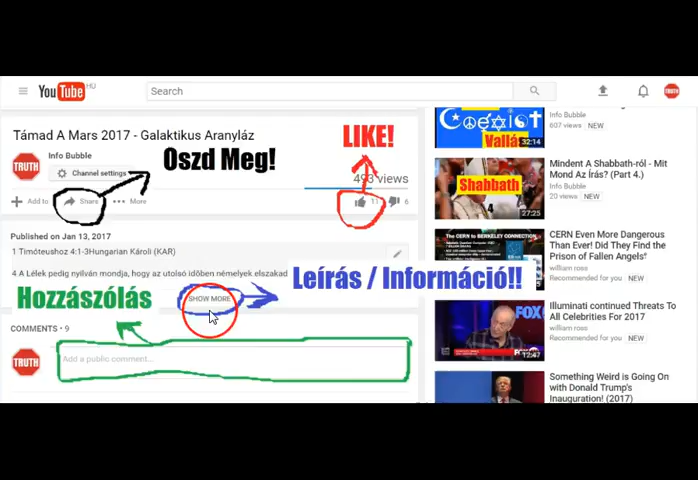 YouTube HU
Search
TRUTH
Támad A Mars 2017 - Galaktikus Aranyláz
LIKE!
TRUTH
Info Bubble
Channel settings
Oszd Meg!
493 views
Add to
Share
More
11
6
Published on Jan 13, 2017
1 Timóteushoz 4:1-3Hungarian Károli (KAR)
4 A Lélek pedig nyilván mondja, hogy az utolsó időben némelyek elszakad
Leírás / Információ!!
Hozzászólás
SHOW MORE
COMMENTS • 9
TRUTH
Add a public comment...
Coexist
Vallá
32:14
Info Bubble
607 views NEW
Shabbath
4
27:25
Mindent A Shabbath-ról - Mit
Mond Az Írás? (Part 4.)
Info Bubble
20 views NEW
THE CERN TO BERKELEY CONNECTION
CERN Even More Dangerous
Than Ever! Did They Find the
Prison of Fallen Angels"
william ross
Recommended for you NEW
FOX
12:47
Illuminati continued Threats To
All Celebrities For 2017
william ross
Recommended for you NEW
Something Weird is Going On
with Donald Trump's
Inauguration! (2017)